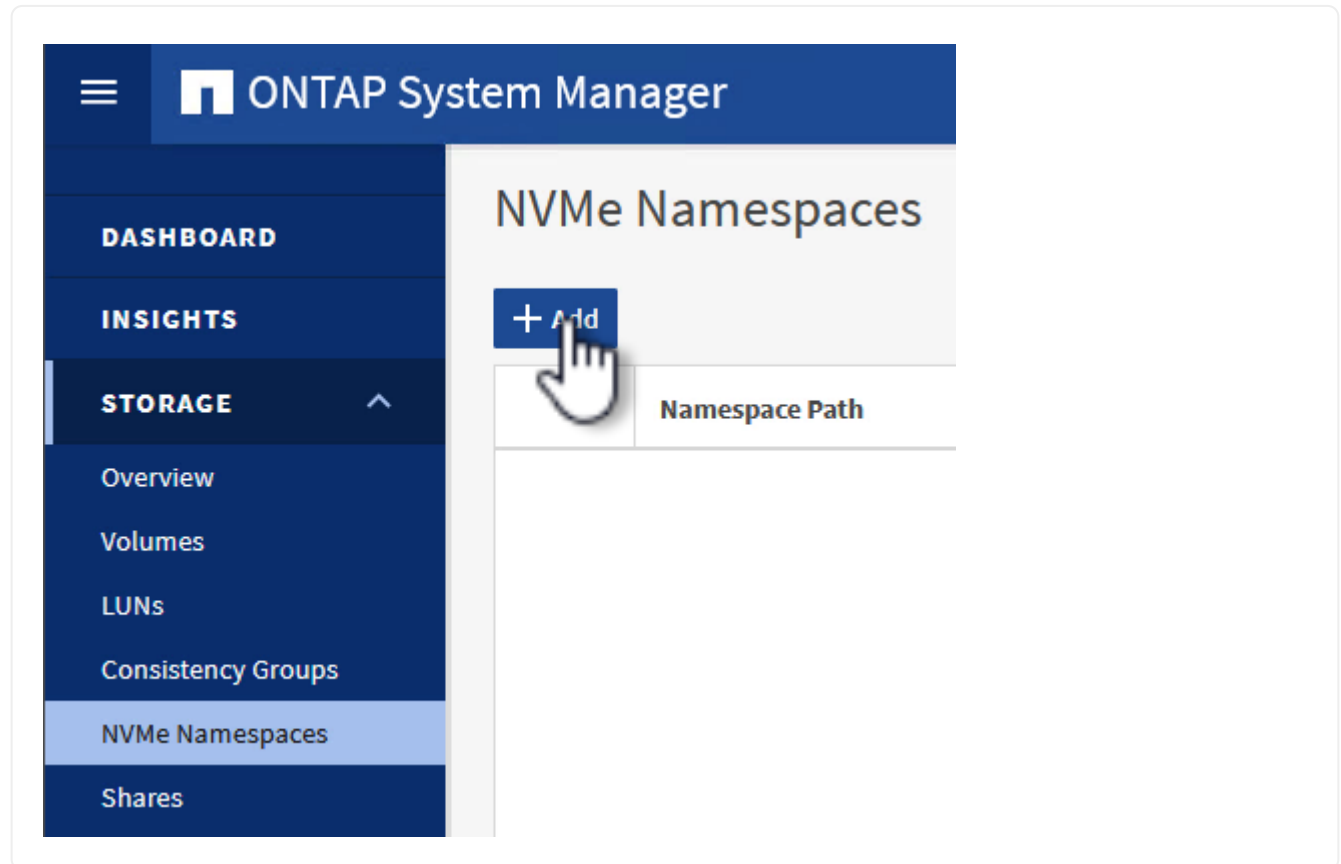 ONTAP System Manager
NVMe Namespaces
DASHBOARD
INSIGHTS
+ Add
STORAGE
Namespace Path
Overview
Volumes
LUNs
Consistency Groups
NVMe Namespaces
Shares